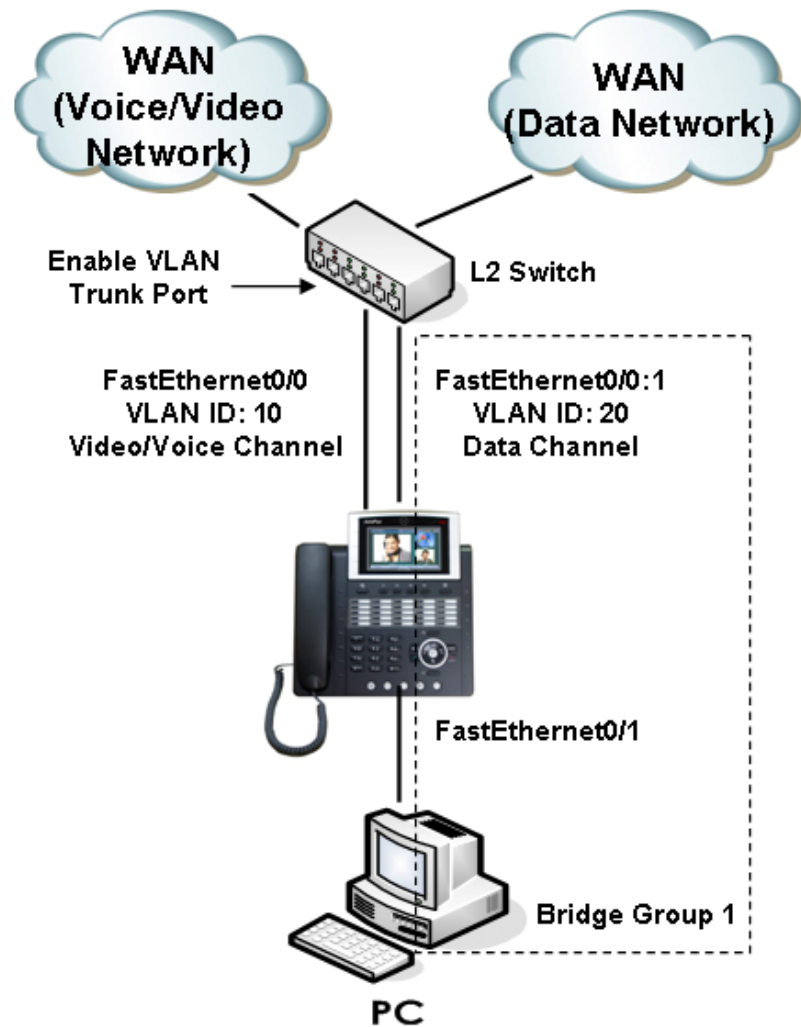 WAN
(Voice/Video
Network)
WAN
(Data Network)
Enable VLAN
Trunk Port
L2 Switch
FastEthernet0/0
VLAN ID: 10
Video/Voice Channel
FastEthernet0/0:1
VLAN ID: 20
Data Channel
FastEthernet0/1
Bridge Group 1
PC